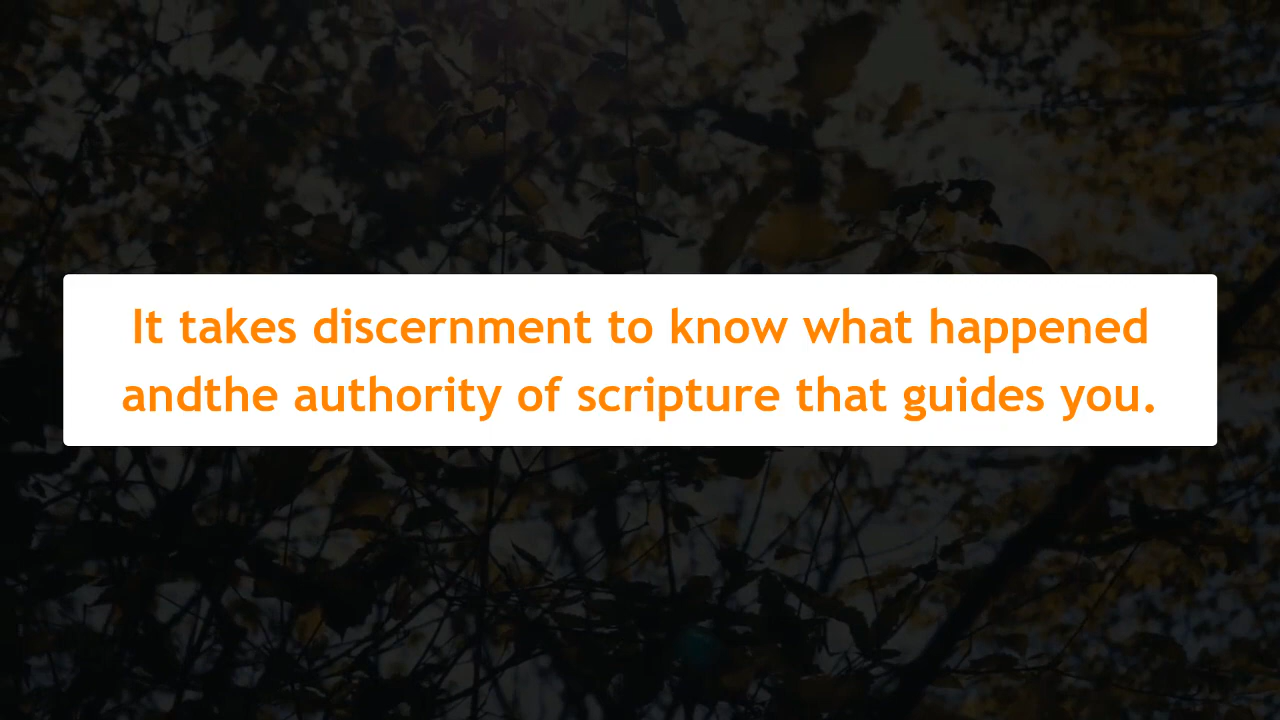 It takes discernment to know what happened
andthe authority of scripture that guides you.